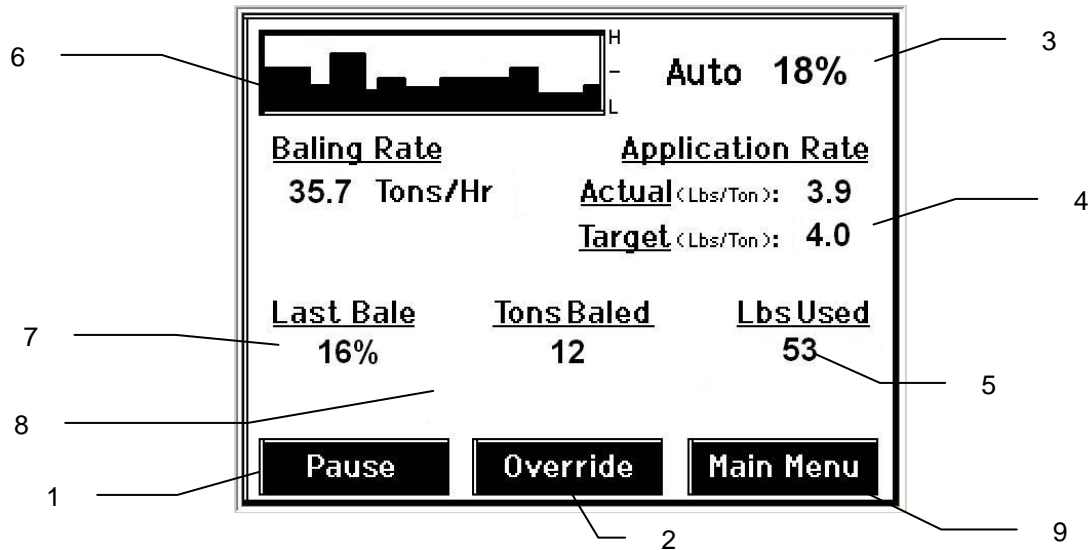 6
H
–
L
Auto 18%
3
Baling Rate
Application Rate
35.7 Tons/Hr
Actual (Lbs/Ton): 3.9
Target (Lbs/Ton): 4.0
4
Last Bale
Tons Baled
Lbs Used
7
16%
12
53
5
8
Pause
Override
Main Menu
1
2
9